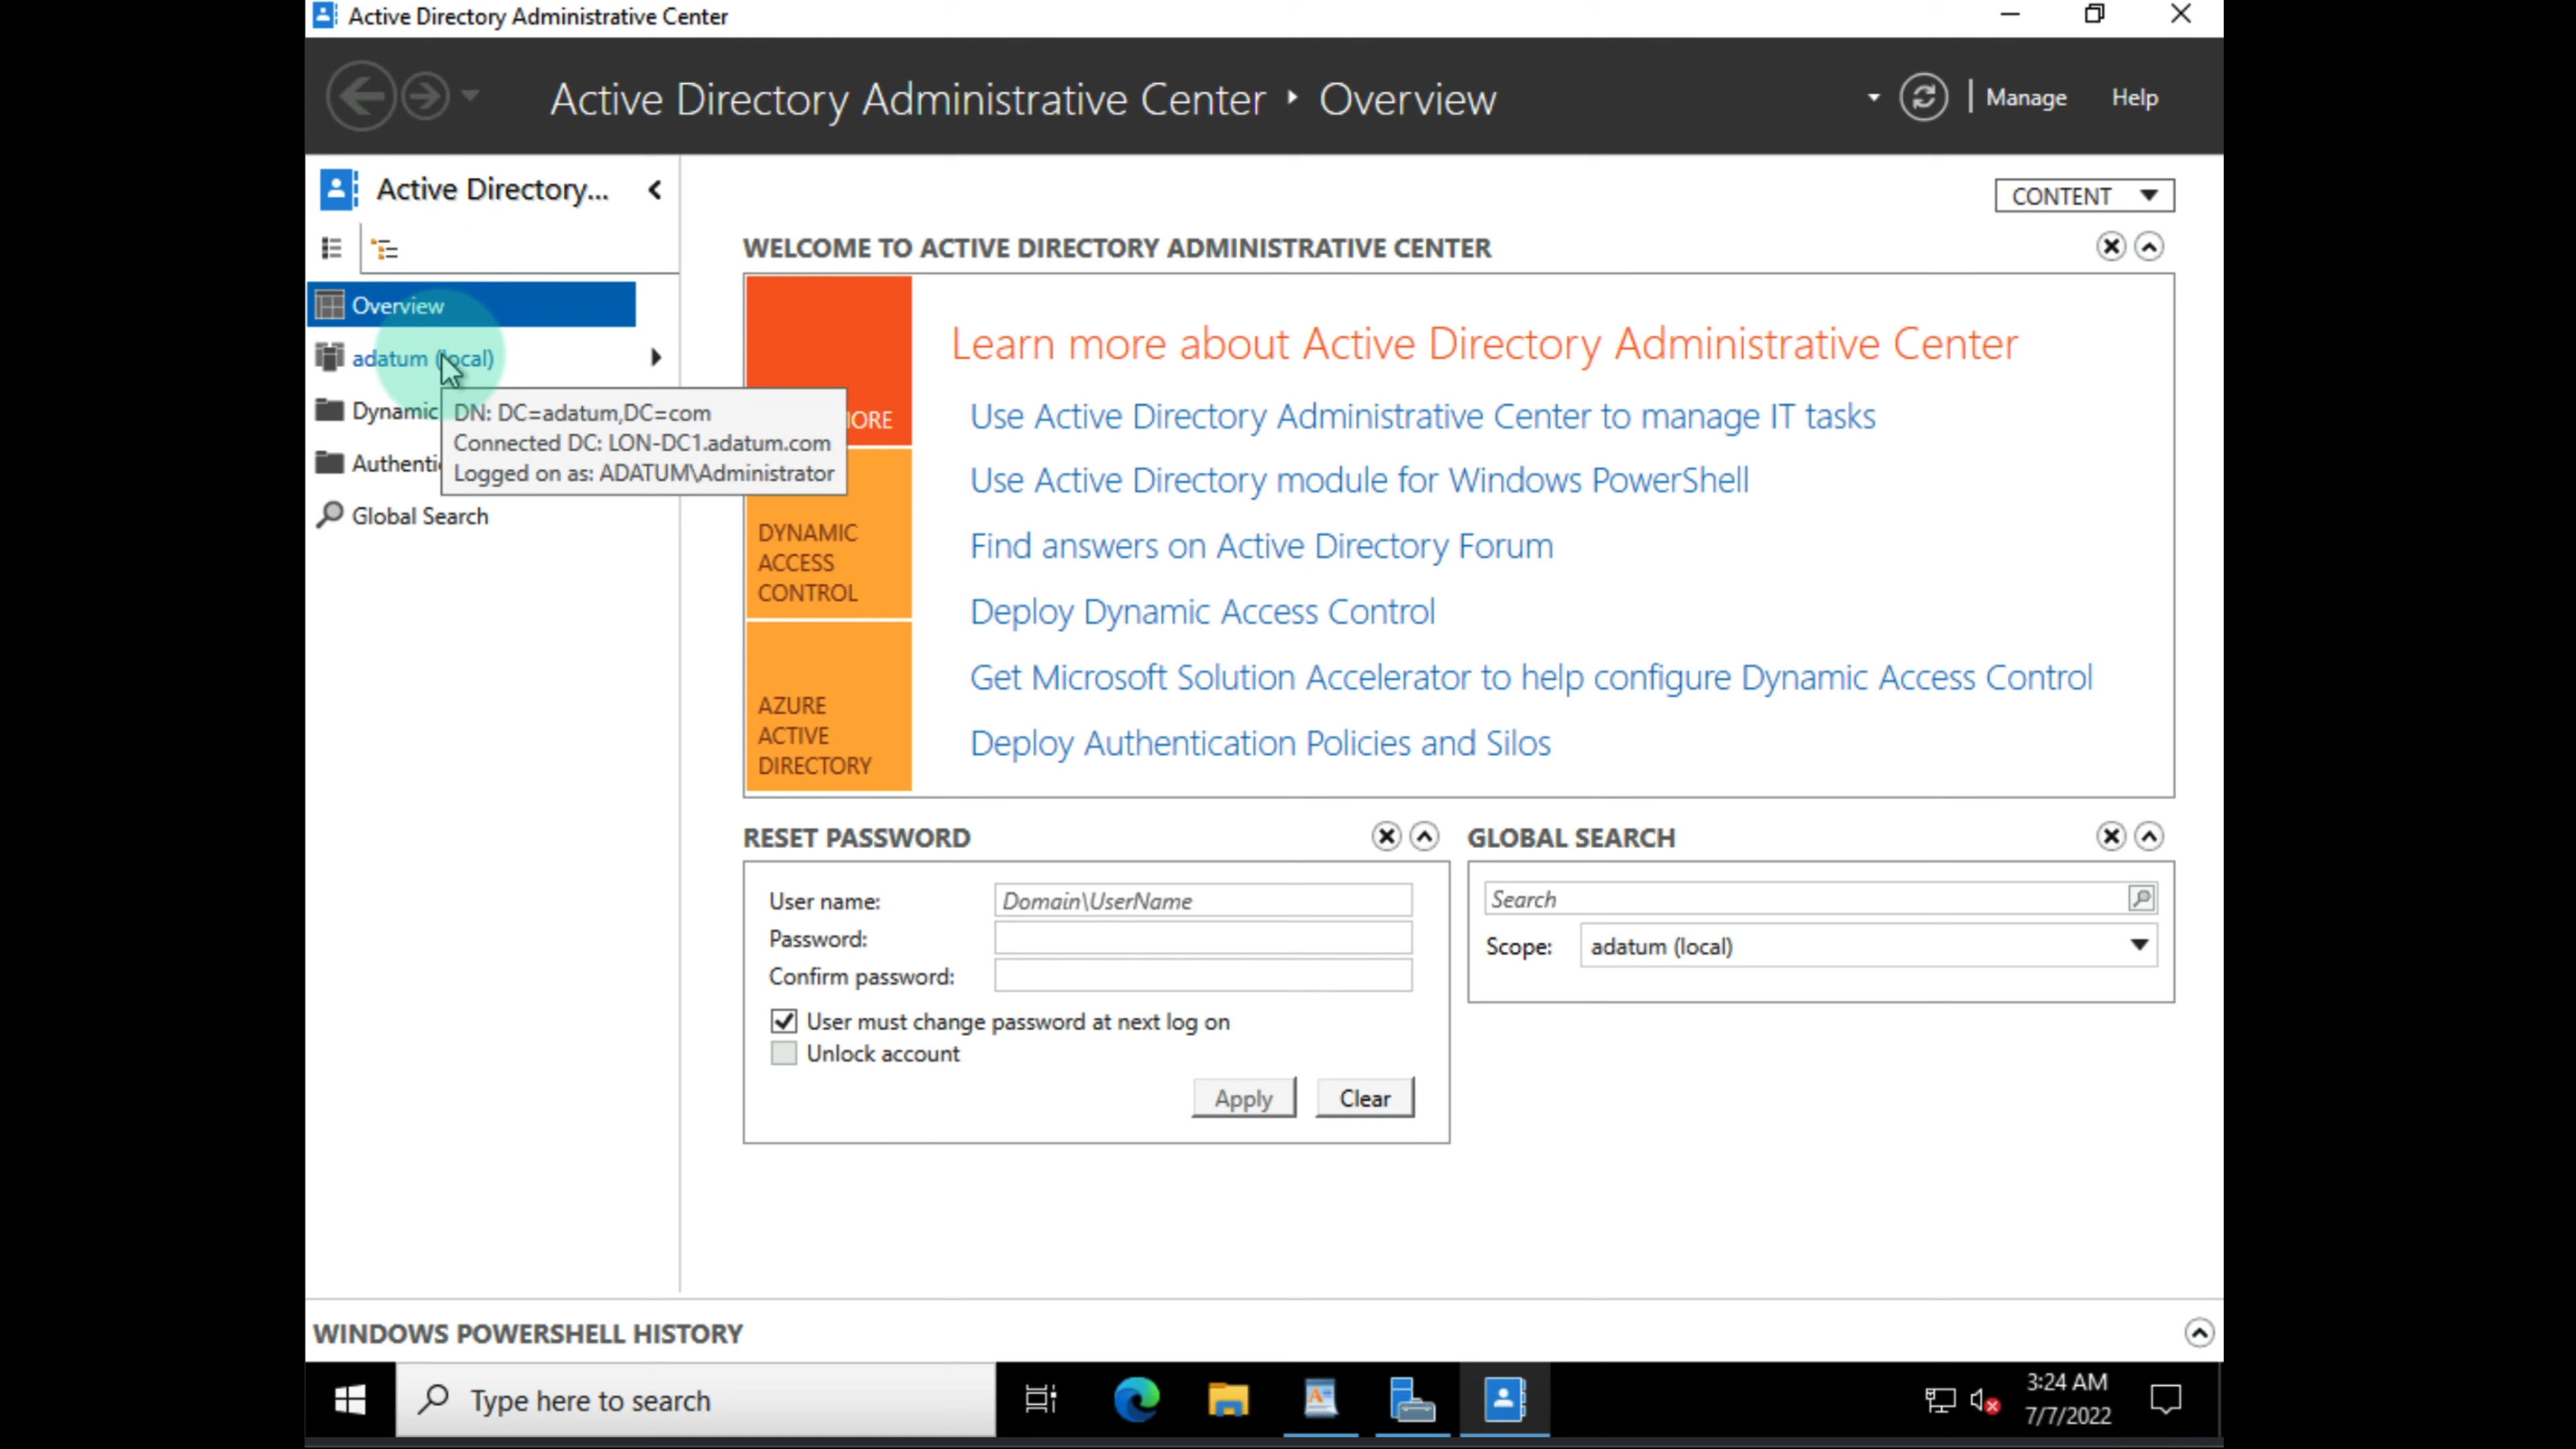 Active Directory Administrative Center
Active Directory Administrative Center • Overview
Manage
Help
Active Directory...
CONTENT
WELCOME TO ACTIVE DIRECTORY ADMINISTRATIVE CENTER
Overview
adatum (local)
Dynamic
Authenti
Global Search
DN: DC=adatum,DC=com
Connected DC: LON-DC1.adatum.com
Logged on as: ADATUM\Administrator
DYNAMIC
ACCESS
CONTROL
AZURE
ACTIVE
DIRECTORY
Learn more about Active Directory Administrative Center
Use Active Directory Administrative Center to manage IT tasks
Use Active Directory module for Windows PowerShell
Find answers on Active Directory Forum
Deploy Dynamic Access Control
Get Microsoft Solution Accelerator to help configure Dynamic Access Control
Deploy Authentication Policies and Silos
RESET PASSWORD
User name:
Domain\UserName
Password:
Confirm password:
User must change password at next log on
Unlock account
Apply
Clear
GLOBAL SEARCH
Search
Scope:
adatum (local)
WINDOWS POWERSHELL HISTORY
Type here to search
3:24 AM
7/7/2022